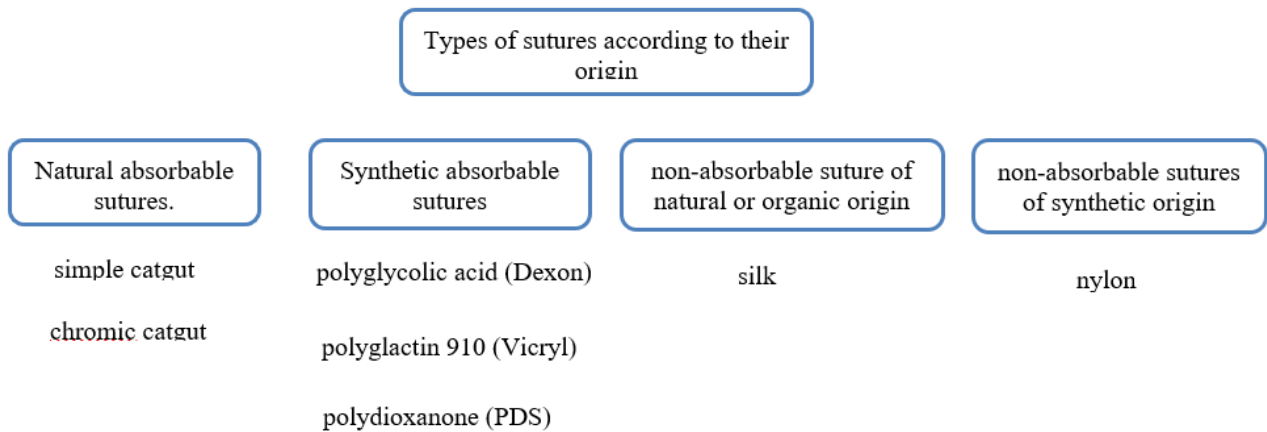 Types of sutures according to their
origin
Natural absorbable
sutures.
Synthetic absorbable
sutures
non-absorbable suture of
natural or organic origin
non-absorbable sutures
of synthetic origin
simple catgut
chromic catgut
polyglycolic acid (Dexon)
polyglactin 910 (Vicryl)
polydioxanone (PDS)
silk
nylon